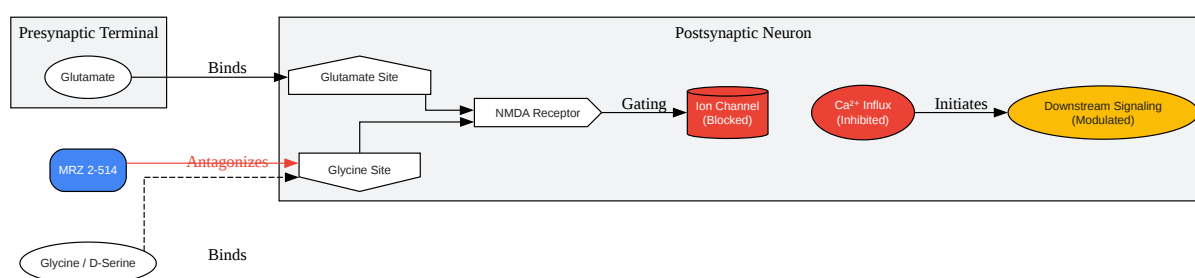 Presynaptic Terminal
Postsynaptic Neuron
Glutamate
Binds
Glutamate Site
NMDA Receptor
Gating
Ion Channel
(Blocked)
Ca²⁺ Influx
(Inhibited)
Initiates
Downstream Signaling
(Modulated)
MRZ 2-514
Antagonizes
Glycine Site
Glycine / D-Serine
Binds